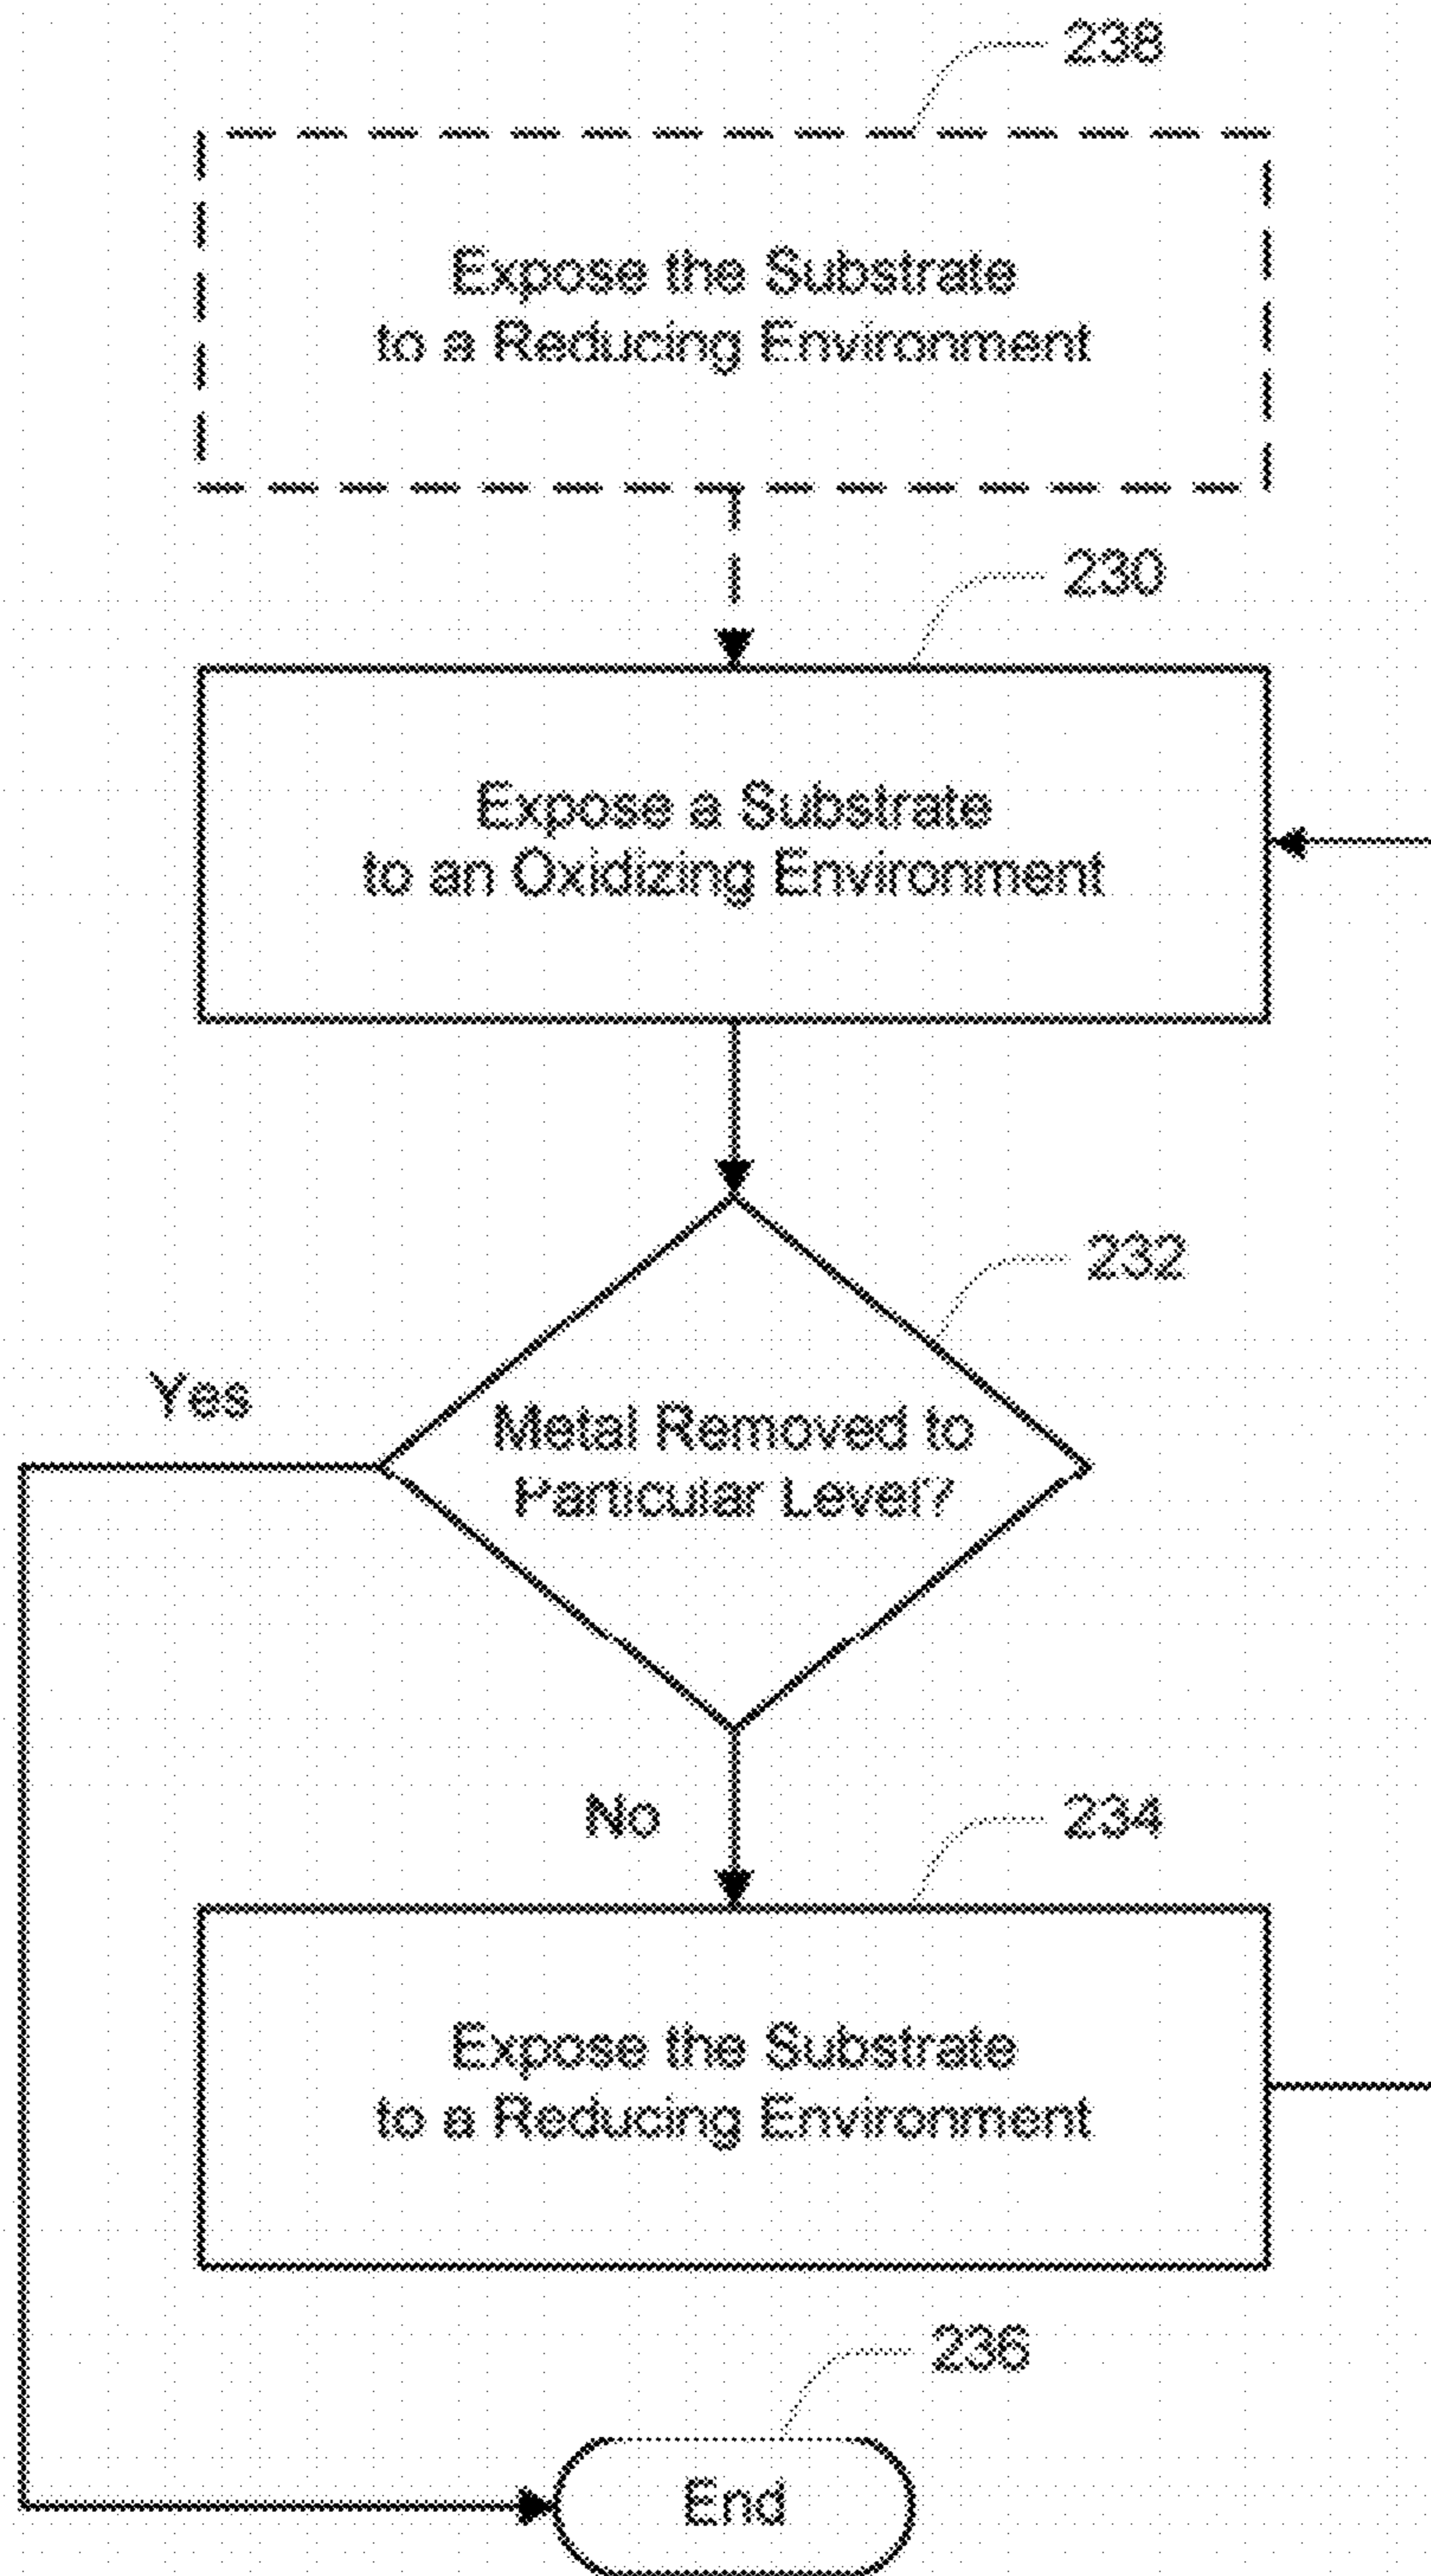 238
Expose the Substrate
to a Reducing Environment
230
Expose a Substrate
to an Oxidizing Environment
232
Yes
Metal Removed to
Particular Level?
No
234
Expose the Substrate
to a Reducing Environment
236
End